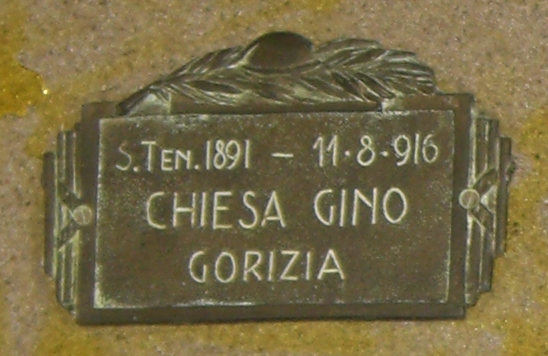 S.TEN.1891 - 11·8·916
CHIESA GINO
GORIZIA